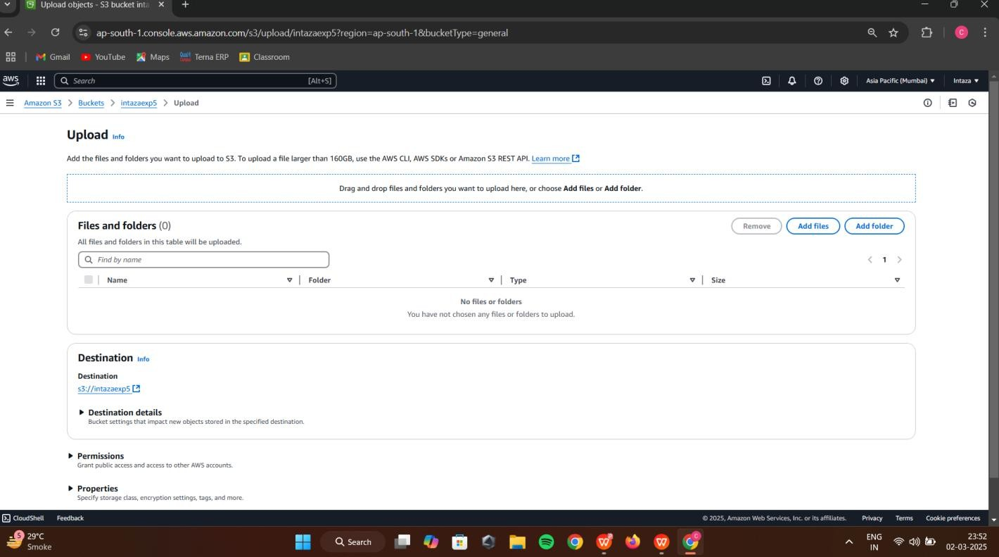 Upload objects - S3 bucket inta
ap-south-1.console.aws.amazon.com/s3/upload/intazaexp5?region=ap-south-1&bucketType=general
C
Gmail YouTube Maps Terna ERP Classroom
aws Search [Alt+S] Asia Pacific (Mumbai) Intaza
Amazon S3 Buckets intazaexp5 Upload
Upload Info
Add the files and folders you want to upload to S3. To upload a file larger than 160GB, use the AWS CLI, AWS SDKs or Amazon S3 REST API. Learn more
Drag and drop files and folders you want to upload here, or choose Add files or Add folder.
Files and folders (0) Remove Add files Add folder
All files and folders in this table will be uploaded.
Find by name 1
Name Folder Type Size
No files or folders
You have not chosen any files or folders to upload.
Destination Info
Destination
s3://intazaexp5
Destination details
Bucket settings that impact new objects stored in the specified destination.
Permissions
Grant public access and access to other AWS accounts.
Properties
Specify storage class, encryption settings, tags, and more.
CloudShell Feedback © 2025, Amazon Web Services, Inc. or its affiliates. Privacy Terms Cookie preferences
5 29°C Search C ENG 23:52
Smoke IN 02-03-2025